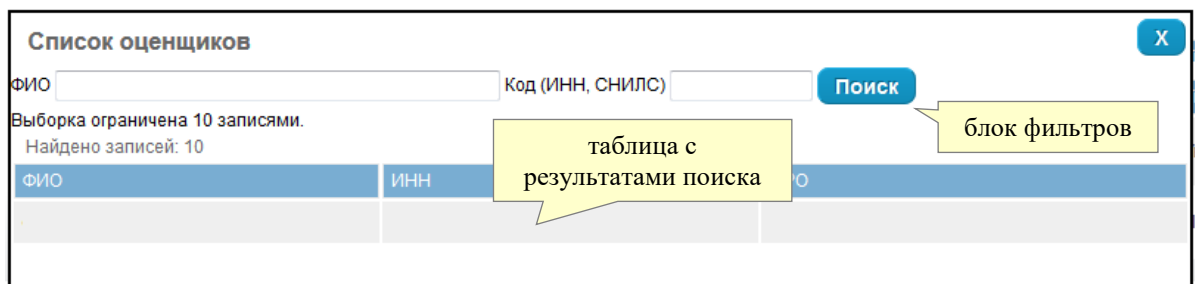 Список оценщиков
X
ФИО
Код (ИНН, СНИЛС)
Поиск
Выборка ограничена 10 записями.
блок фильтров
Найдено записей: 10
таблица с
результатами поиска
ФИО
ИНН